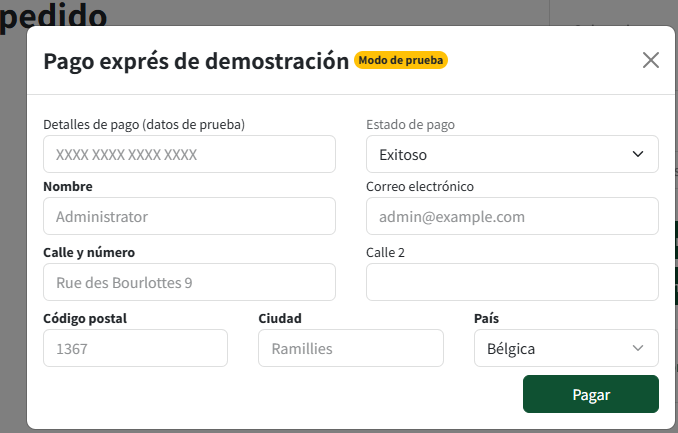 pedido
Pago exprés de demostración Modo de prueba
Detalles de pago (datos de prueba) Estado de pago
XXXX XXXX XXXX XXXX Exitoso
Nombre Correo electrónico
Administrator admin@example.com
Calle y número Calle 2
Rue des Bourlottes 9
Código postal Ciudad País
1367 Ramillies Bélgica
Pagar